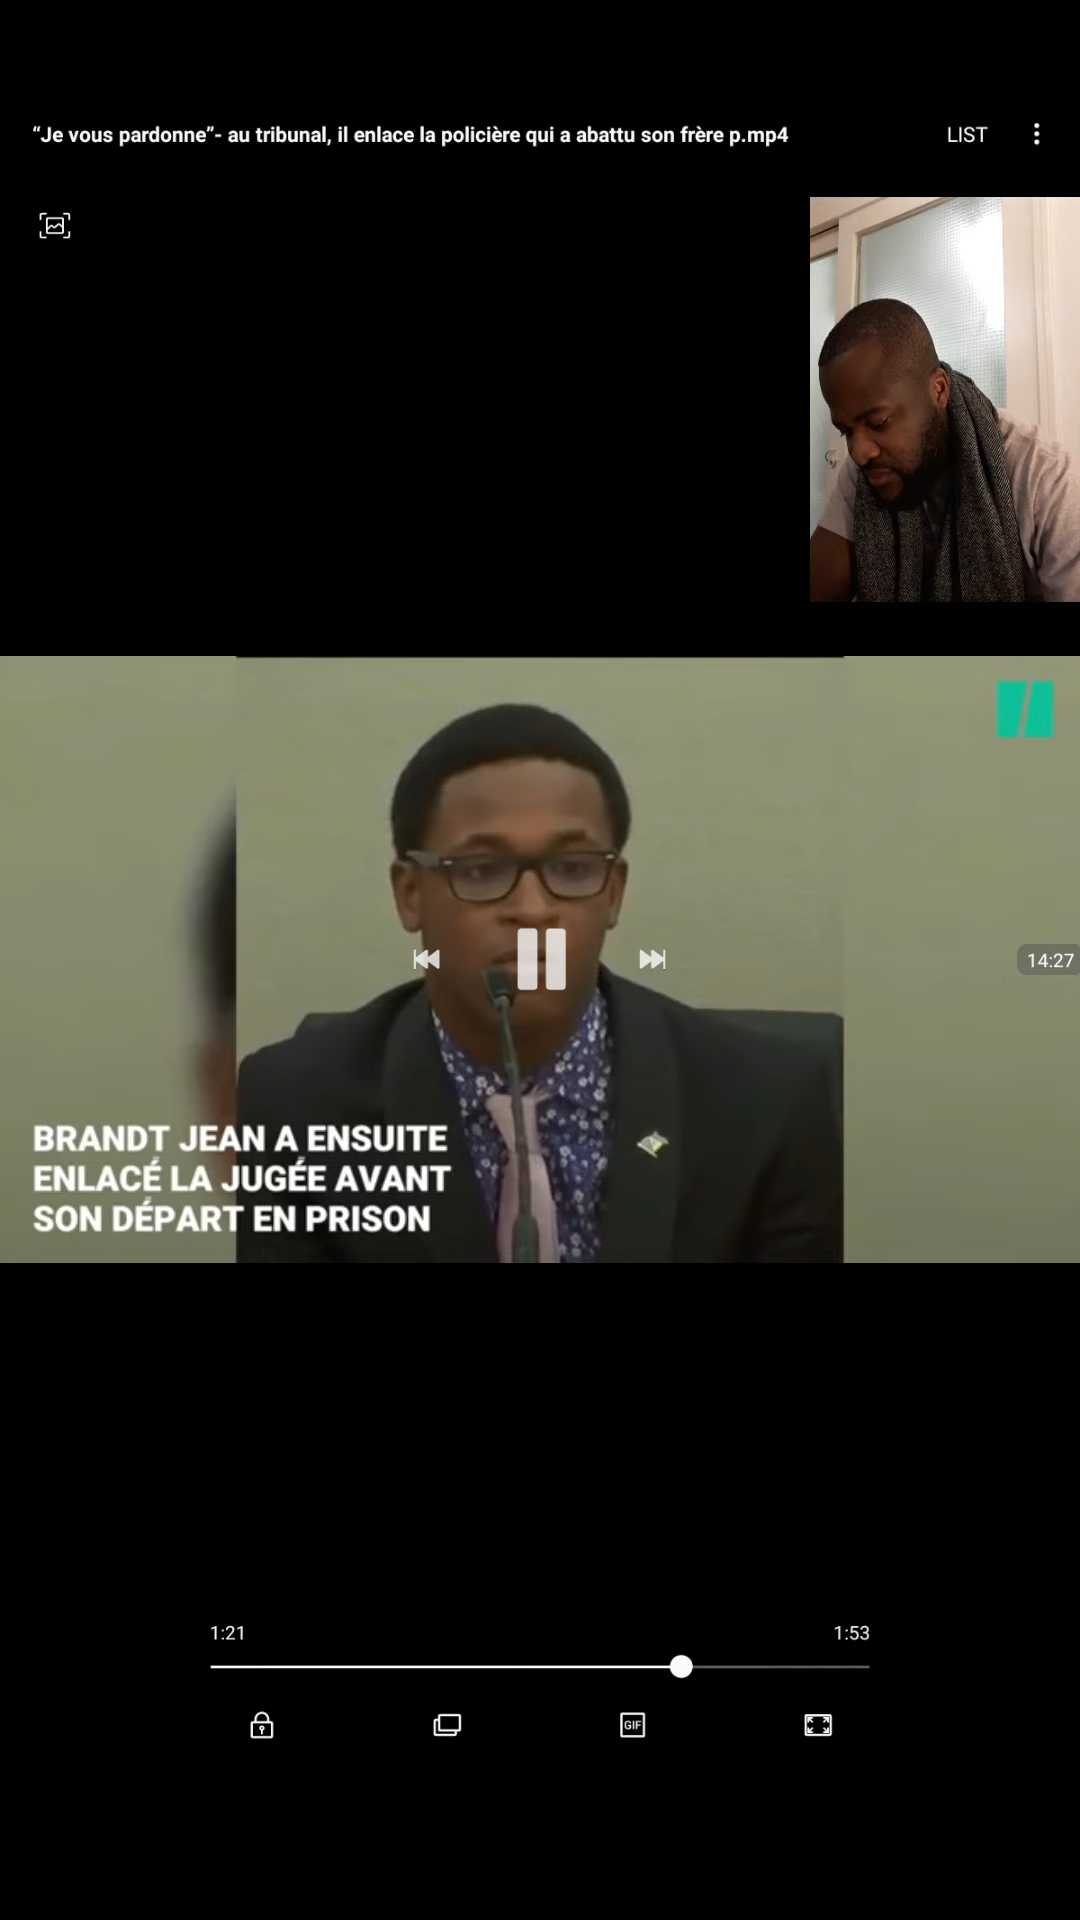 “Je vous pardonne”- au tribunal, il enlace la policière qui a abattu son frère p.mp4
LIST
14:27
BRANDT JEAN A ENSUITE
ENLACÉ LA JUGÉE AVANT
SON DÉPART EN PRISON
1:21
1:53
GIF